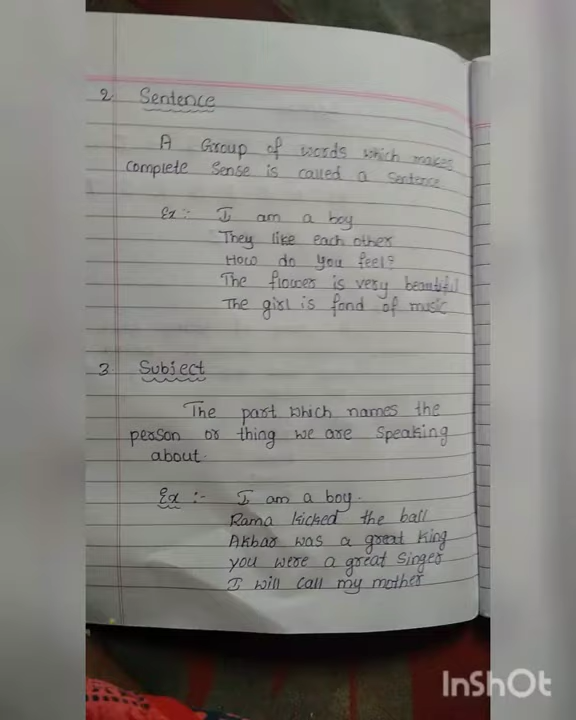 2 Sentence
A Group of words which makes
complete sense is called a sentence
Ex :- I am a boy
They like each other
How do you feel?
The flower is very beautiful
The girl is fond of music
3 Subject
The part which names the
person or thing we are speaking
about.
Ex :- I am a boy.
Rama kicked the ball
Akbar was a great king
you were a great singer
I will call my mother
InShOt